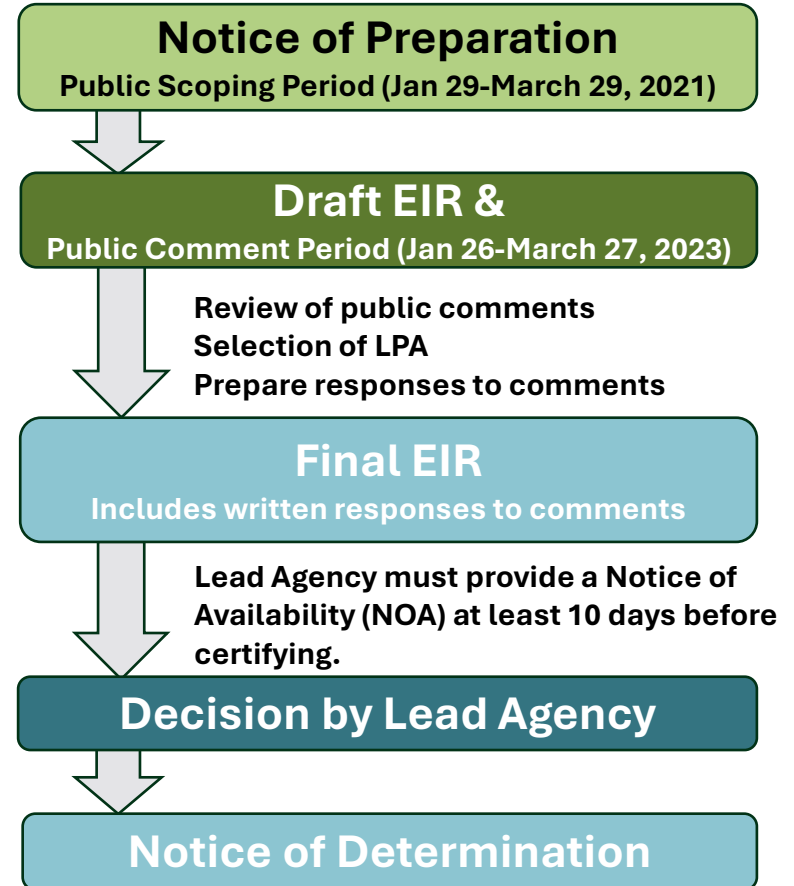 Notice of Preparation
Public Scoping Period (Jan 29-March 29, 2021)
Draft EIR &
Public Comment Period (Jan 26-March 27, 2023)
Review of public comments
Selection of LPA
Prepare responses to comments
Final EIR
Includes written responses to comments
Lead Agency must provide a Notice of
Availability (NOA) at least 10 days before
certifying.
Decision by Lead Agency
Notice of Determination